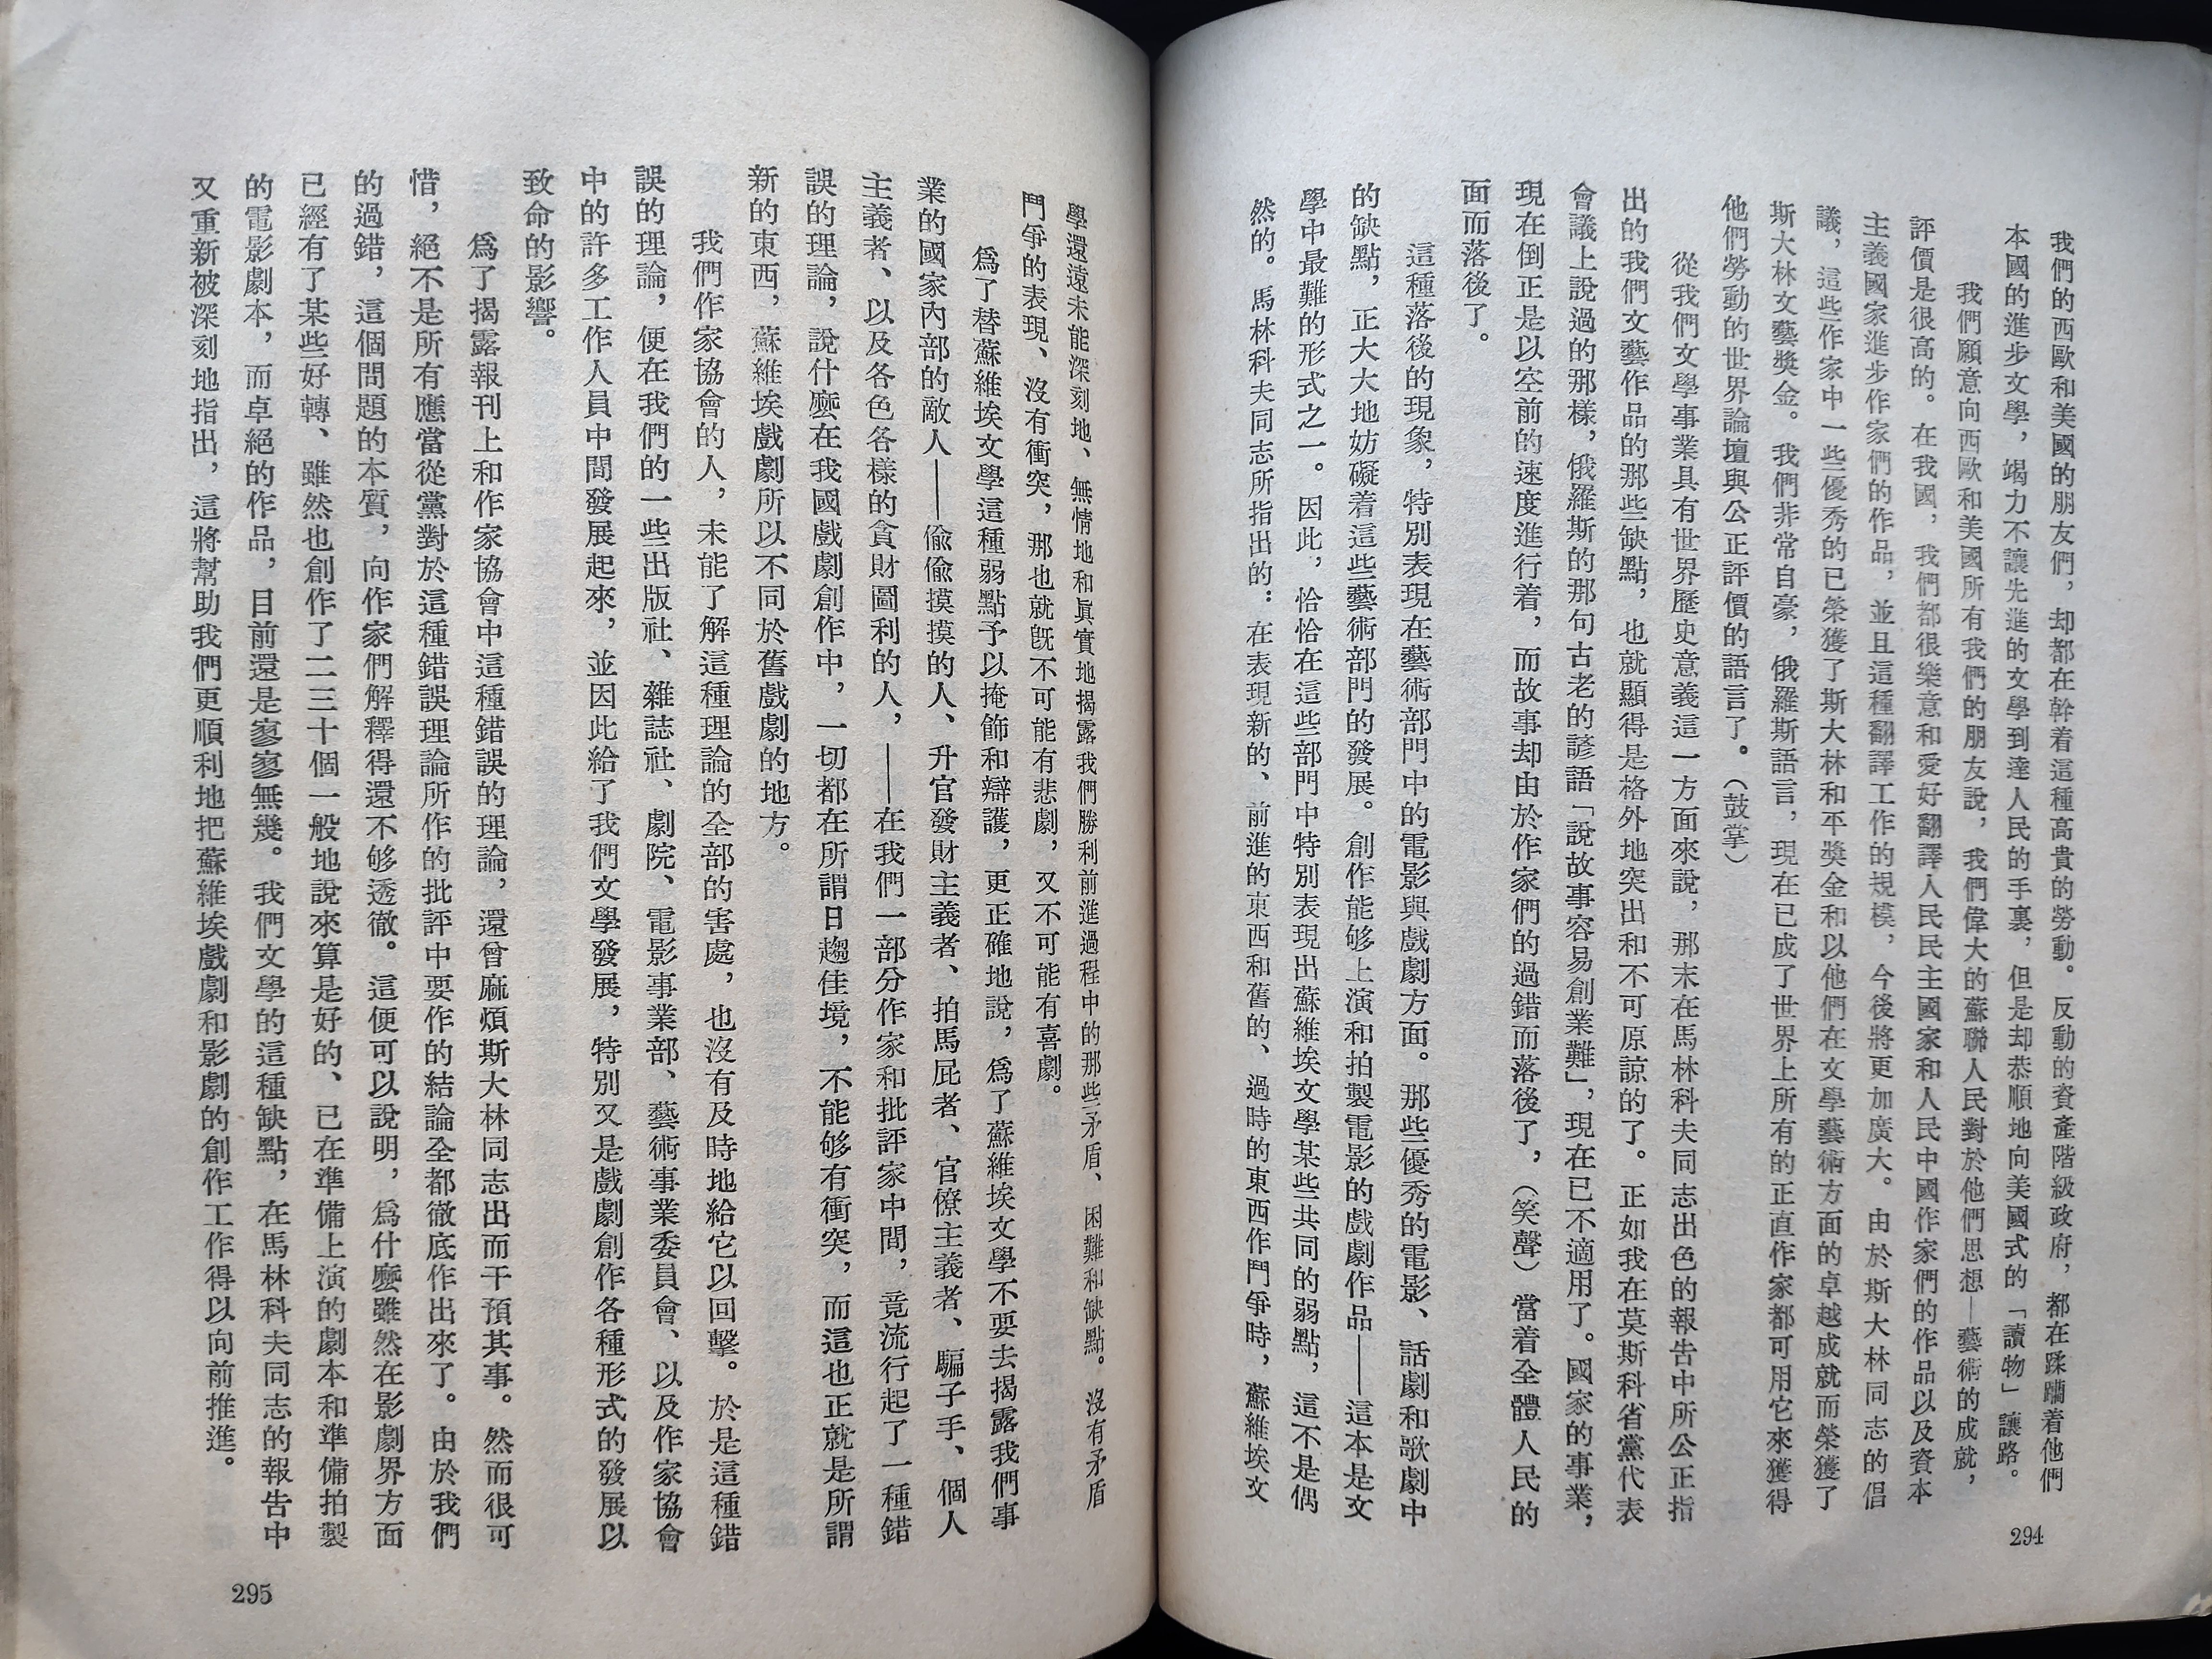 我們的西歐和美國的朋友們，却都在幹着這種高貴的勞動。反動的資產階級政府，都在蹂躪着他們
本國的進步文學，竭力不讓先進的文學到達人民的手裏，但是却恭順地向美國式的「讀物」讓路。
我們願意向西歐和美國所有我們的朋友說，我們偉大的蘇聯人民對於他們思想—藝術的成就，
評價是很高的。在我國，我們都很樂意和愛好翻譯人民民主國家和人民中國作家們的作品以及資本
主義國家進步作家們的作品，並且這種翻譯工作的規模，今後將更加廣大。由於斯大林同志的倡
議，這些作家中一些優秀的已榮獲了斯大林和平獎金和以他們在文學藝術方面的卓越成就而榮獲了
斯大林文藝獎金。我們非常自豪，俄羅斯語言，現在已成了世界上所有的正直作家都可用它來獲得
他們勞動的世界論壇與公正評價的語言了。（鼓掌）
從我們文學事業具有世界歷史意義這一方面來說，那末在馬林科夫同志出色的報告中所公正指
出的我們文藝作品的那些缺點，也就顯得是格外地突出和不可原諒的了。正如我在莫斯科省黨代表
會議上說過的那樣，俄羅斯的那句古老的諺語「說故事容易創業難」，現在已不適用了。國家的事業，
現在倒正是以空前的速度進行着，而故事却由於作家們的過錯而落後了，（笑聲）當着全體人民的
面而落後了。
這種落後的現象，特別表現在藝術部門中的電影與戲劇方面。那些優秀的電影、話劇和歌劇中
的缺點，正大大地妨礙着這些藝術部門的發展。創作能够上演和拍製電影的戲劇作品——這本是文
學中最難的形式之一。因此，恰恰在這些部門中特別表現出蘇維埃文學某些共同的弱點，這不是偶
然的。馬林科夫同志所指出的：在表現新的、前進的東西和舊的、過時的東西作鬥爭時，蘇維埃文
294
學還遠未能深刻地、無情地和眞實地揭露我們勝利前進過程中的那些矛盾、困難和缺點。沒有矛盾
鬥爭的表現、沒有衝突，那也就旣不可能有悲劇，又不可能有喜劇。
爲了替蘇維埃文學這種弱點予以掩飾和辯護，更正確地說，爲了蘇維埃文學不要去揭露我們事
業的國家內部的敵人——偷偷摸摸的人、升官發財主義者、拍馬屁者、官僚主義者、騙子手、個人
主義者、以及各色各樣的貪財圖利的人，——在我們一部分作家和批評家中間，竟流行起了一種錯
誤的理論，說什麼在我國戲劇創作中，一切都在所謂日趨佳境，不能够有衝突，而這也正就是所謂
新的東西，蘇維埃戲劇所以不同於舊戲劇的地方。
我們作家協會的人，未能了解這種理論的全部的害處，也沒有及時地給它以回擊。於是這種錯
誤的理論，便在我們的一些出版社、雜誌社、劇院、電影事業部、藝術事業委員會、以及作家協會
中的許多工作人員中間發展起來，並因此給了我們文學發展，特別又是戲劇創作各種形式的發展以
致命的影響。
爲了揭露報刊上和作家協會中這種錯誤的理論，還曾麻煩斯大林同志出而干預其事。然而很可
惜，絕不是所有應當從黨對於這種錯誤理論所作的批評中要作的結論全都徹底作出來了。由於我們
的過錯，這個問題的本質，向作家們解釋得還不够透徹。這便可以說明，爲什麼雖然在影劇界方面
已經有了某些好轉、雖然也創作了二三十個一般地說來算是好的、已在準備上演的劇本和準備拍製
的電影劇本，而卓絕的作品，目前還是寥寥無幾。我們文學的這種缺點，在馬林科夫同志的報告中
又重新被深刻地指出，這將幫助我們更順利地把蘇維埃戲劇和影劇的創作工作得以向前推進。
295